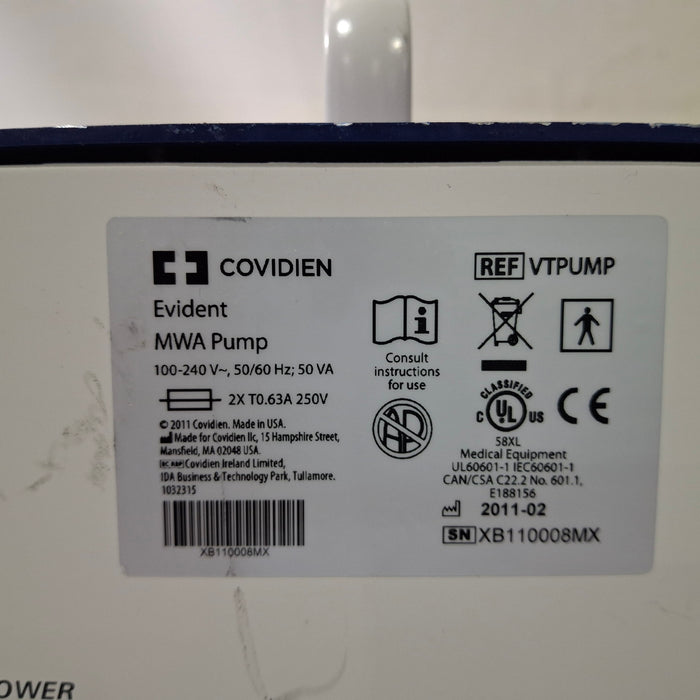 COVIDIEN
Evident
MWA Pump
100-240 V~, 50/60 Hz; 50 VA
2X T0.63A 250V
© 2011 Covidien. Made in USA.
Made for Covidien llc, 15 Hampshire Street,
Mansfield, MA 02048 USA.
EC REP Covidien Ireland Limited,
IDA Business & Technology Park, Tullamore.
1032315
XB110008MX
Consult
instructions
for use
REF VTPUMP
CLASSIFIED
C UL US
CE
58XL
Medical Equipment
UL60601-1 IEC60601-1
CAN/CSA C22.2 No. 601.1,
E188156
2011-02
SN XB110008MX
OWER